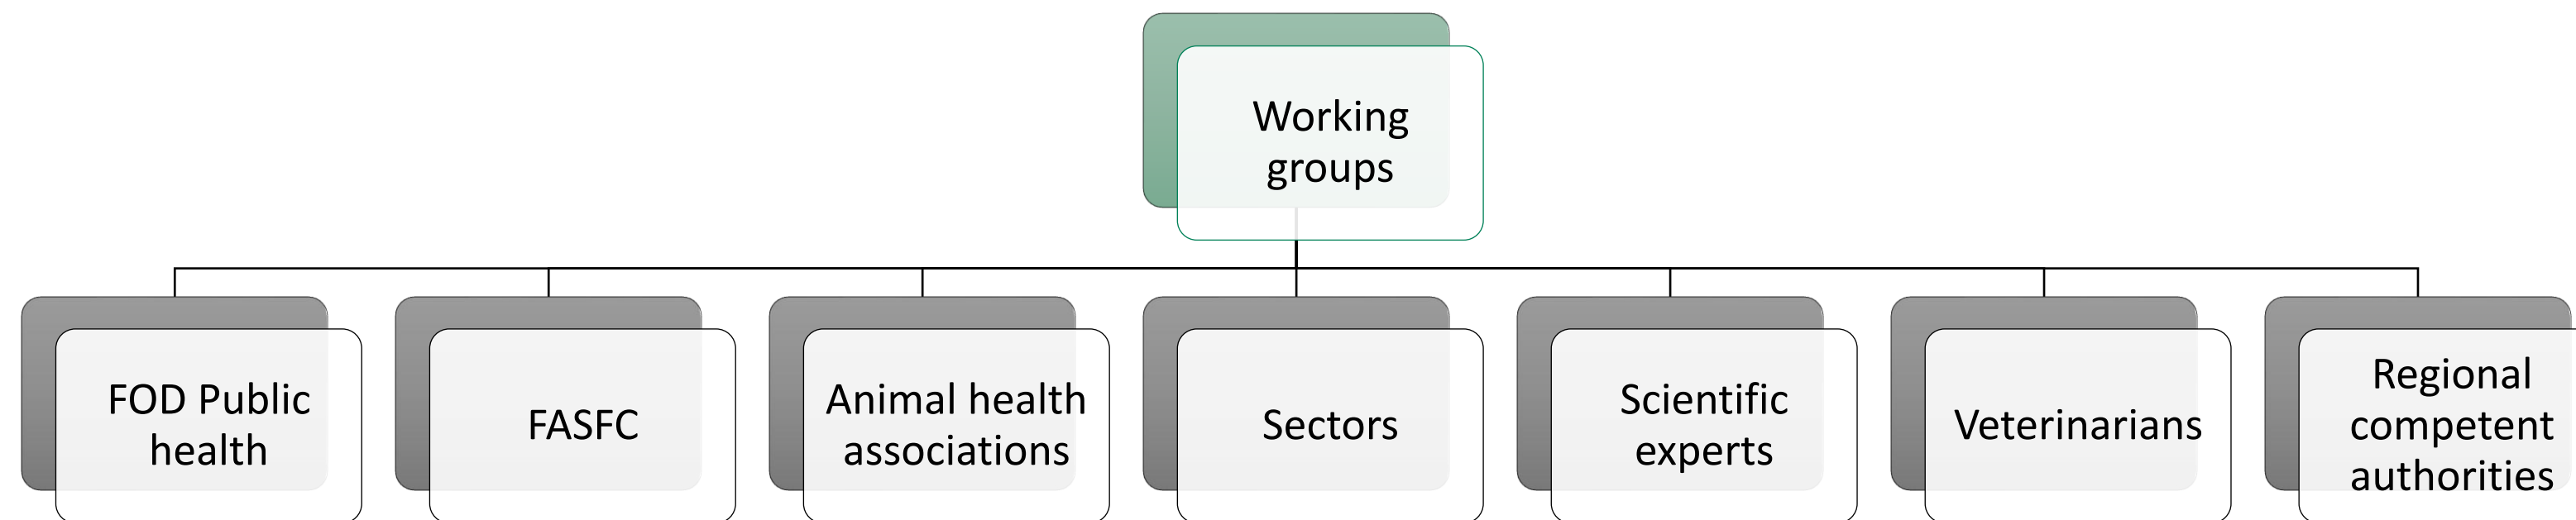 Working
groups
FOD Public
health
FASFC
Animal health
associations
Sectors
Scientific
experts
Veterinarians
Regional
competent
authorities